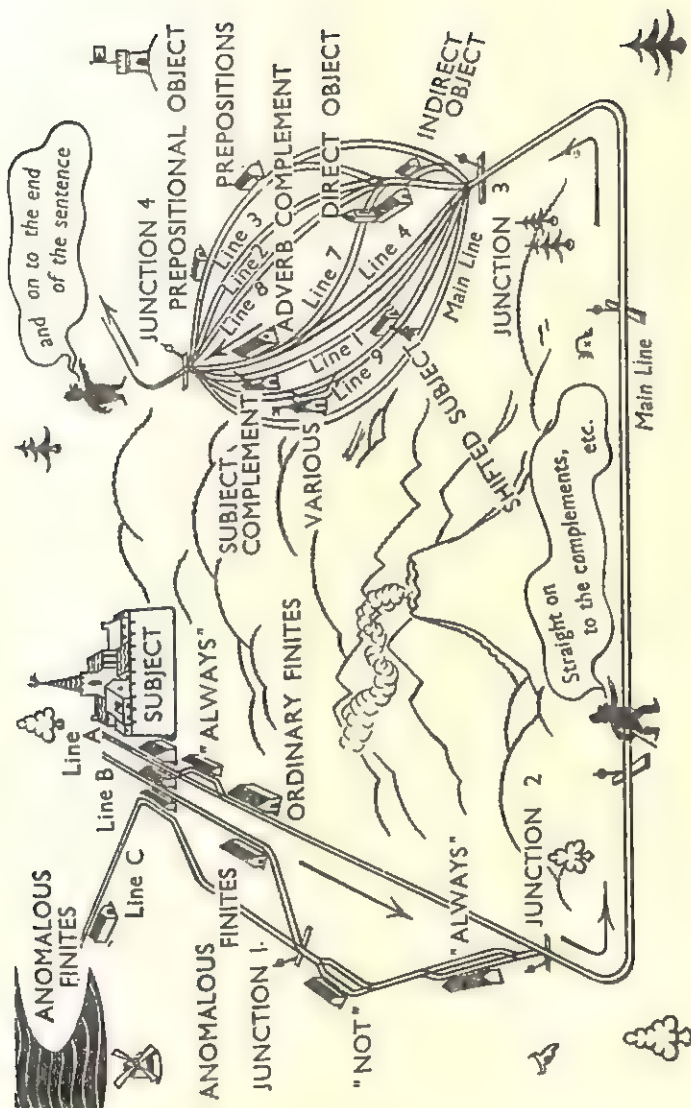 ANOMALOUS
FINITES
Line C
Line B
Line A
SUBJECT
"ALWAYS"
ORDINARY FINITES
ANOMALOUS
FINITES
JUNCTION 1.
"NOT"
"ALWAYS"
JUNCTION 2
Straight on
to the complements,
etc.
Main Line
JUNCTION 3
Main Line
SHIFTED SUBJECT
VARIOUS
SUBJECT
COMPLEMENT
Line 9
Line 1
Line 4
Line 7
Line 8
Line 2
Line 3
ADVERB COMPLEMENT
DIRECT OBJECT
INDIRECT
OBJECT
PREPOSITIONS
PREPOSITIONAL OBJECT
JUNCTION 4
and on to the end
of the sentence